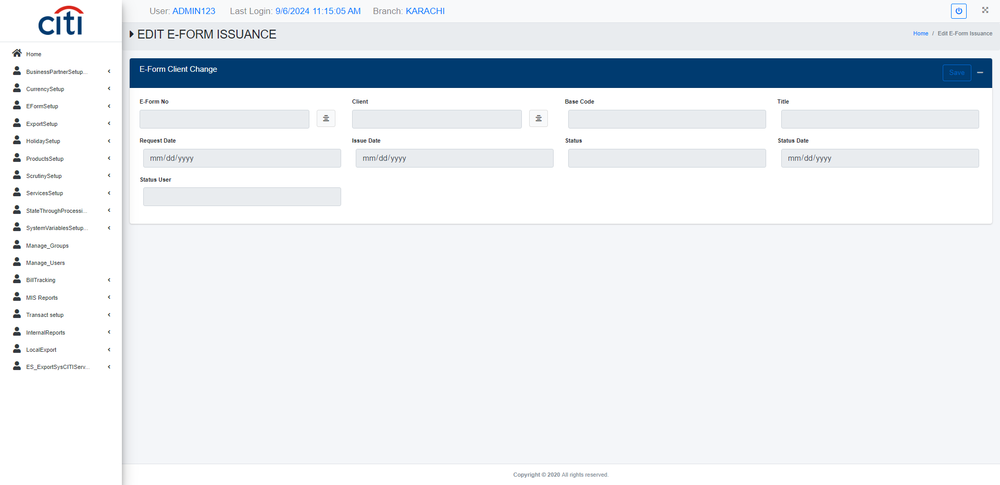 citi
User: ADMIN123 Last Login: 9/6/2024 11:15:05 AM Branch: KARACHI
EDIT E-FORM ISSUANCE
Home / Edit E-Form Issuance
Home
BusinessPartnerSetup...
CurrencySetup
EFormSetup
ExportSetup
HolidaySetup
ProductsSetup
ScrutinySetup
ServicesSetup
StateThroughProcessi...
SystemVariablesSetup...
Manage_Groups
Manage_Users
BillTracking
MIS Reports
Transact setup
InternalReports
LocalExport
ES_ExportSysCITIServ...
E-Form Client Change
Save
E-Form No Client Base Code Title
Request Date Issue Date Status Status Date
mm/dd/yyyy mm/dd/yyyy mm/dd/yyyy
Status User
Copyright © 2020 All rights reserved.